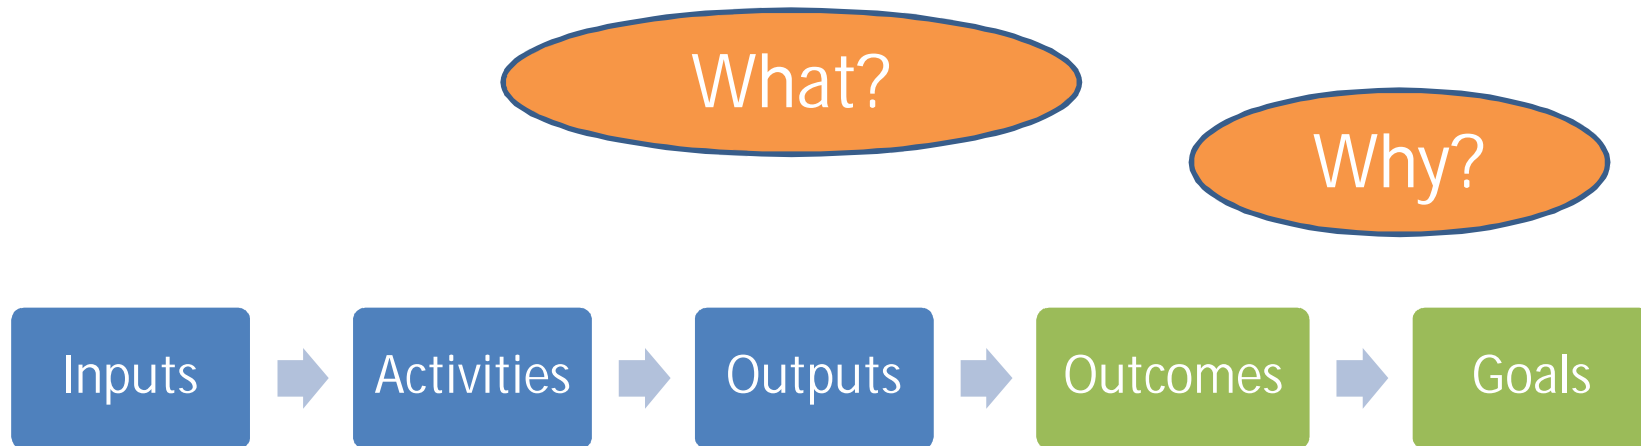 What?
Why?
Inputs
Activities
Outputs
Outcomes
Goals